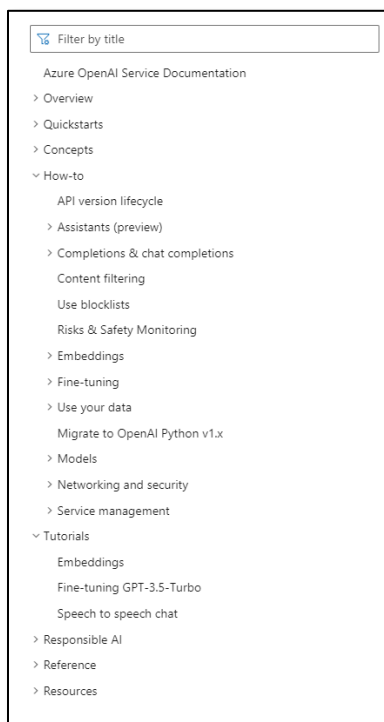 Filter by title
Azure OpenAI Service Documentation
Overview
Quickstarts
Concepts
How-to
API version lifecycle
Assistants (preview)
Completions & chat completions
Content filtering
Use blocklists
Risks & Safety Monitoring
Embeddings
Fine-tuning
Use your data
Migrate to OpenAI Python v1.x
Models
Networking and security
Service management
Tutorials
Embeddings
Fine-tuning GPT-3.5-Turbo
Speech to speech chat
Responsible AI
Reference
Resources